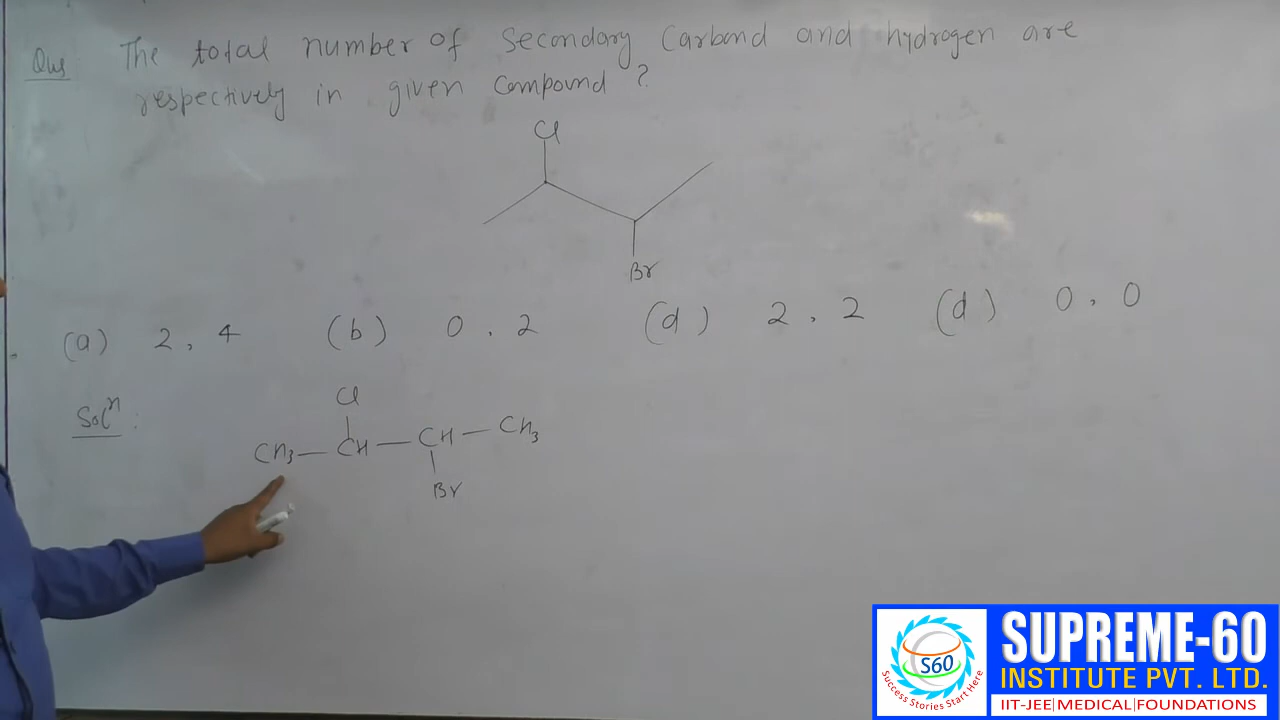 Qus The total number of Secondary Carbond and hydrogen are
respectively in given Compound ?
Cl
Br
(a) 2, 4 (b) 0, 2 (d) 2, 2 (d) 0, 0
Solⁿ :
Cl
CH₃ — CH — CH — CH₃
Br
S60
Success Stories Start Here
SUPREME-60
INSTITUTE PVT. LTD.
IIT-JEE|MEDICAL|FOUNDATIONS